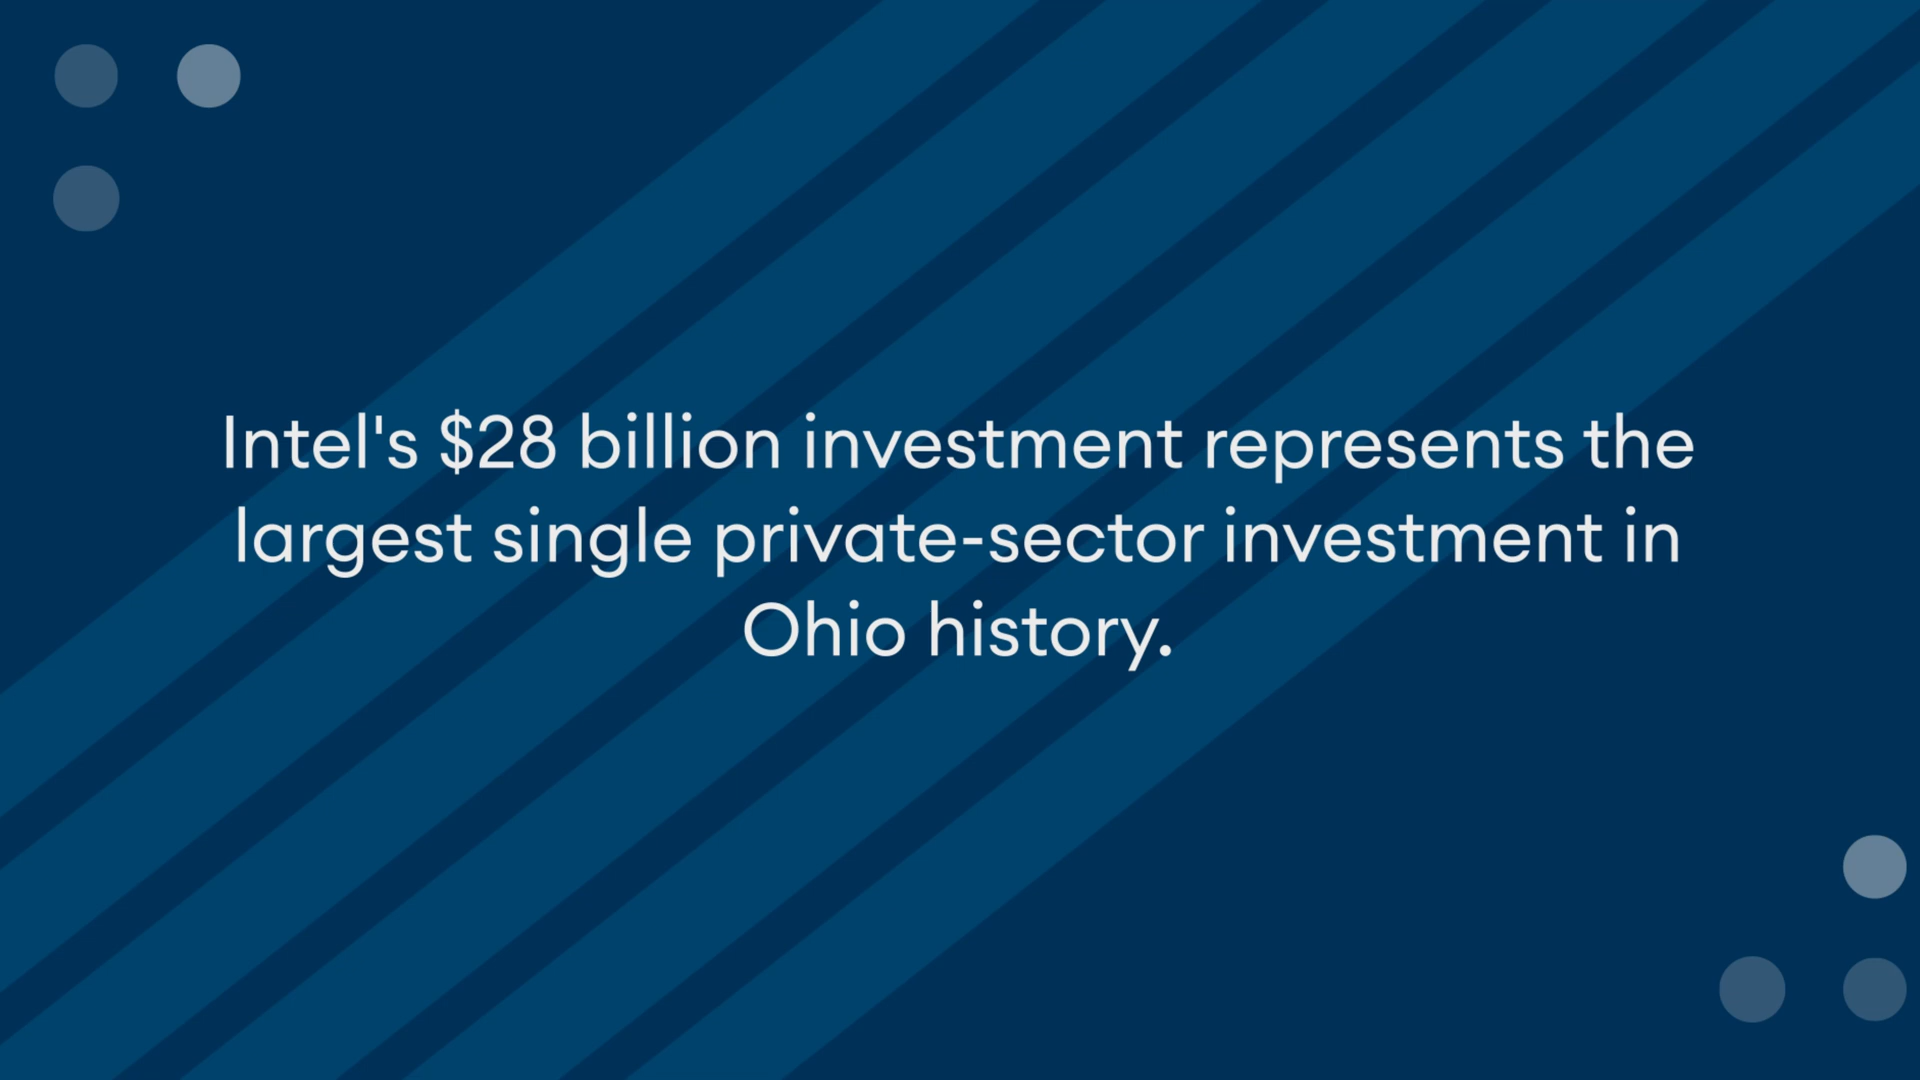 Intel's $28 billion investment represents the
largest single private-sector investment in
Ohio history.